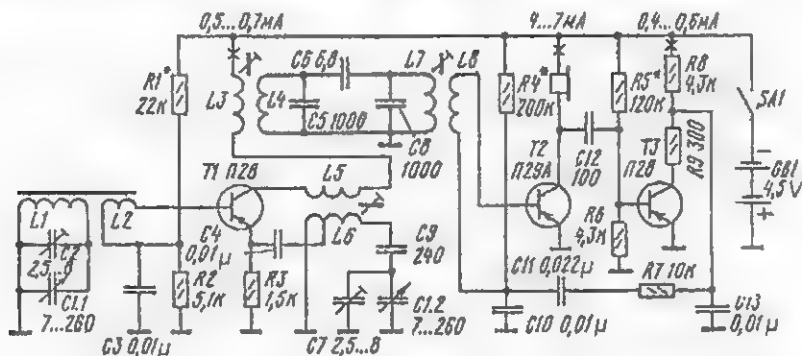 0,5...0,7мА
4...7мА
0,4...0,6мА
R1*
22к
L3
L4
C6 6,8
C5 1000
L7
C8
1000
L8
R4*
200к
R5*
120к
R8
4,3к
SA1
GB1
4,5V
T1 П28
L5
L6
T2
П29А
C12
100
T3
П28
R9 300
L1
L2
C2
2,5...8
C1.1
7...260
C3 0,01μ
R2
5,1к
C4
0,01μ
R3
1,5к
C7 2,5...8
C9
240
C1.2
7...260
R6
4,3к
C11 0,022μ
R7 10к
C10 0,01μ
C13
0,01μ